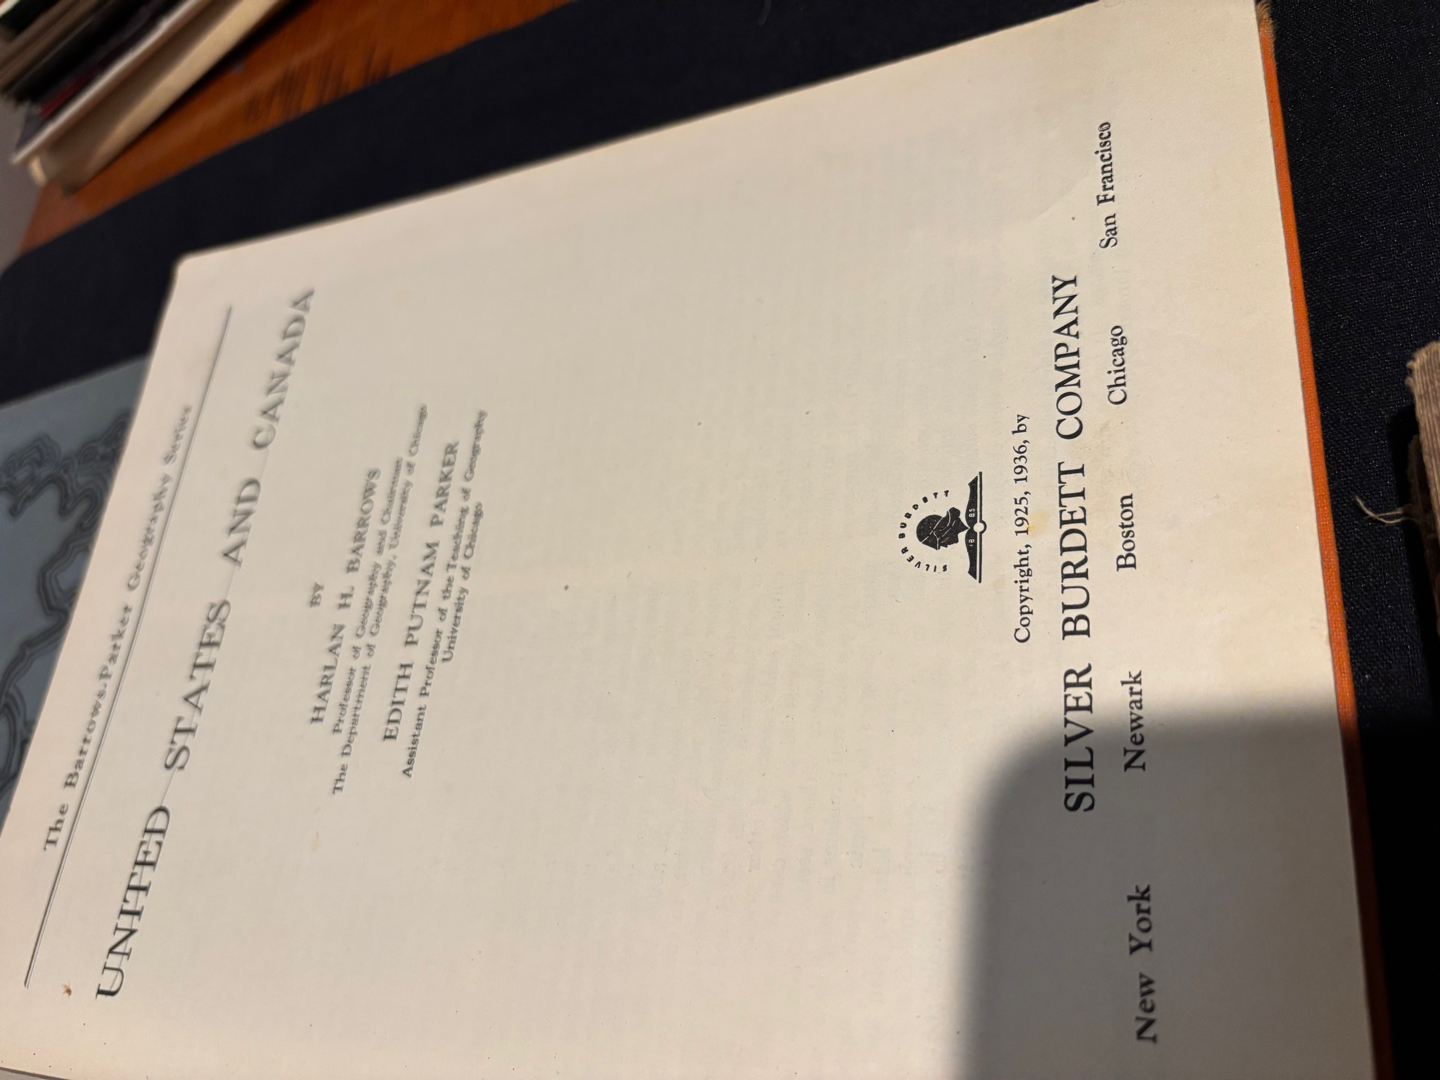 The Barrows-Parker Geography Series
UNITED STATES AND CANADA
BY
HARLAN H. BARROWS
Professor of Geography and Chairman
The Department of Geography, University of Chicago
EDITH PUTNAM PARKER
Assistant Professor of the Teaching of Geography
University of Chicago
SILVER BURDETT
1885
Copyright, 1925, 1936, by
SILVER BURDETT COMPANY
New York Newark Boston Chicago San Francisco